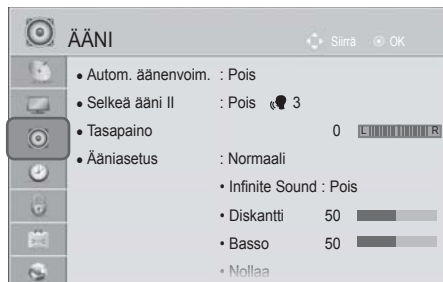 ÄÄNI Siirrä OK
• Autom. äänenvoim. : Pois
• Selkeä ääni II : Pois 3
• Tasapaino 0 L R
• Ääniasetus : Normaali
• Infinite Sound : Pois
• Diskantti 50
• Basso 50
• Nollaa